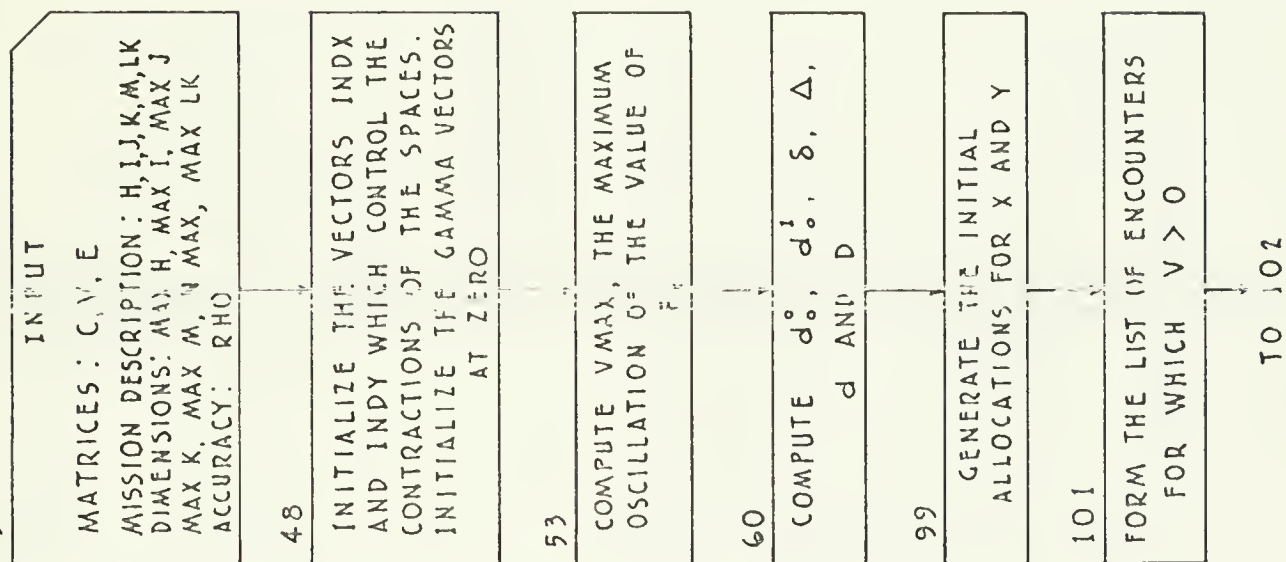 INPUT
MATRICES: C, V, E
MISSION DESCRIPTION: H, I, J, K, M, LK
DIMENSIONS: MAX H, MAX I, MAX J
MAX K, MAX M, MAX, MAX LK
ACCURACY: RHO
48
INITIALIZE THE VECTORS INDX
AND INDY WHICH CONTROL THE
CONTRACTIONS OF THE SPACES.
INITIALIZE THE GAMMA VECTORS
AT ZERO
53
COMPUTE VMAX, THE MAXIMUM
OSCILLATION OF THE VALUE OF
F
60
COMPUTE d₀⁰, d₀¹, δ, Δ,
d AND D
99
GENERATE THE INITIAL
ALLOCATIONS FOR X AND Y
101
FORM THE LIST OF ENCOUNTERS
FOR WHICH V > 0
TO 102